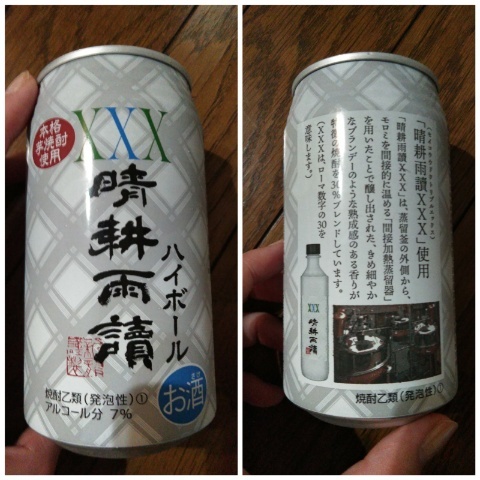 本格
芋焼酎
使用
XXX
晴耕雨讀
ハイボール
お酒
焼酎乙類(発泡性)①
アルコール分 7%
「晴耕雨讀XXX」使用
「晴耕雨讀XXX」は、蒸留釜の外側から、
モロミを間接的に温める「間接加熱蒸留器」
を用いたことで醸し出された、きめ細やか
なブランデーのような熟成感のある香りが
特徴の焼酎を30%ブレンドしています。
(XXXは、ローマ数字の30を
意味します。)
XXX
晴耕雨讀
焼酎乙類(発泡性)①